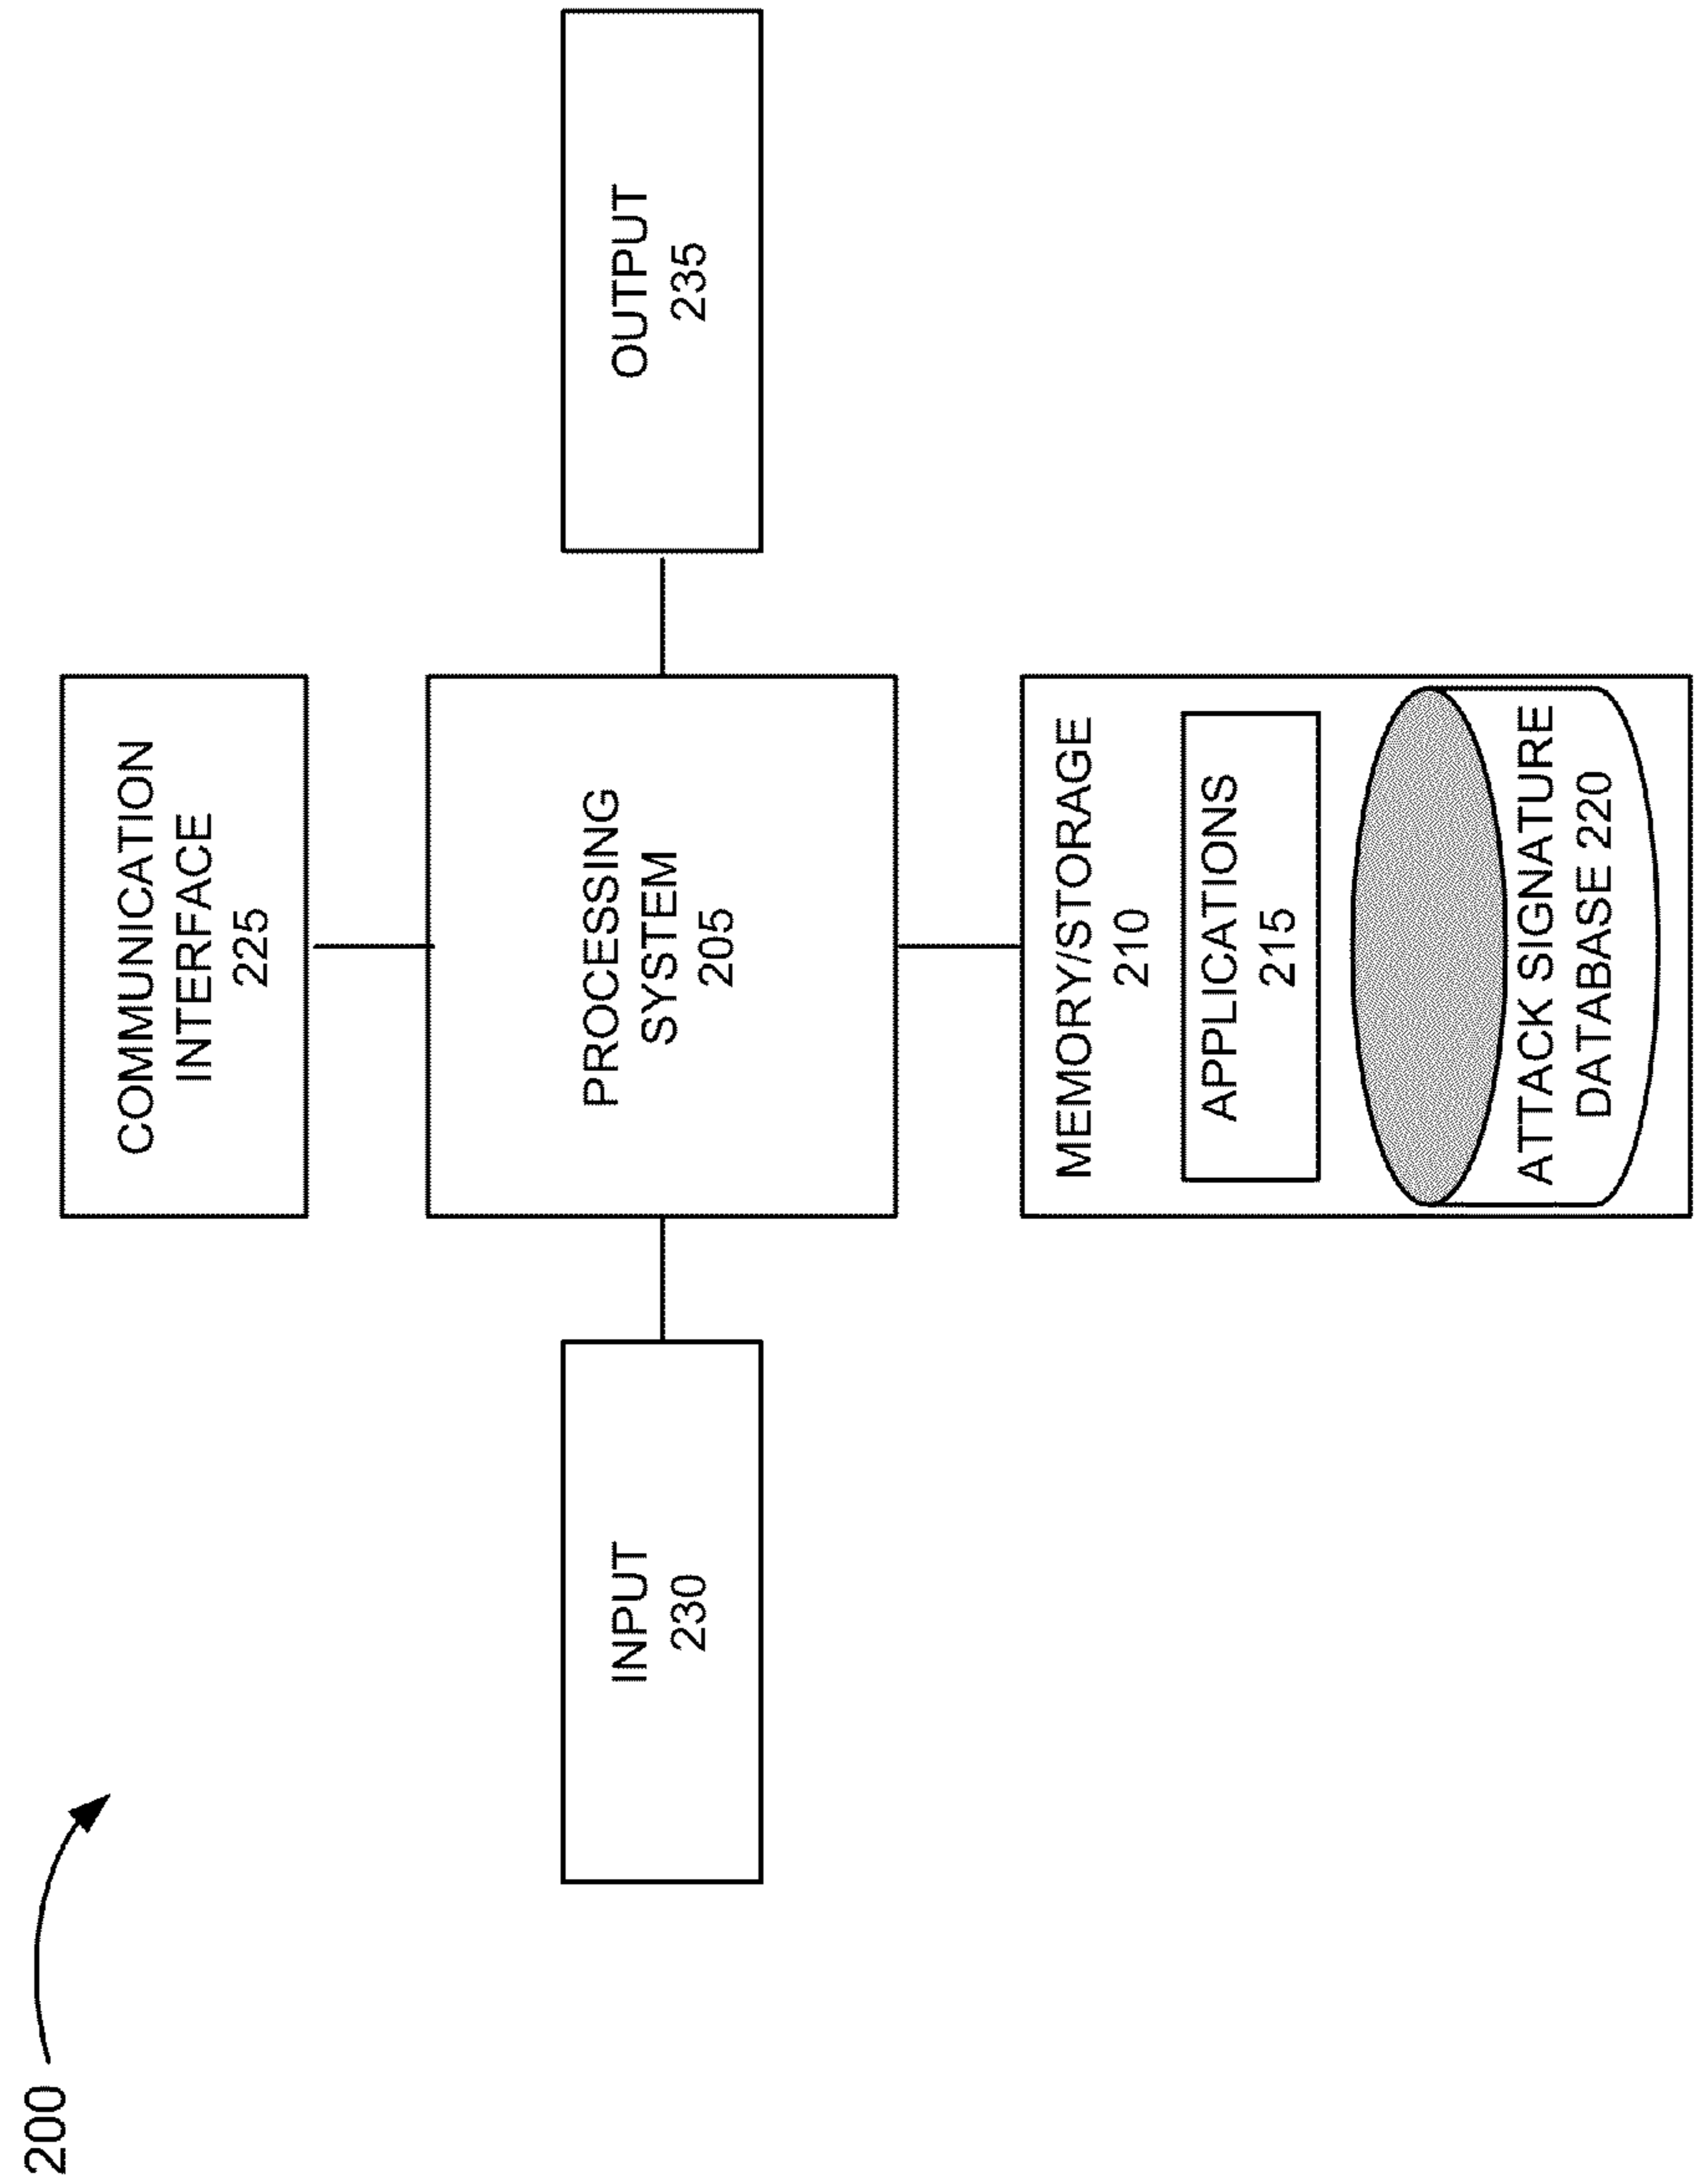 200
COMMUNICATION
INTERFACE
225
INPUT
230
PROCESSING
SYSTEM
205
OUTPUT
235
MEMORY/STORAGE
210
APPLICATIONS
215
ATTACK SIGNATURE
DATABASE 220